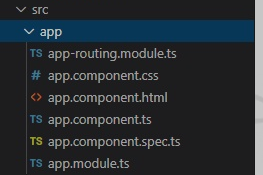 src
app
TS app-routing.module.ts
# app.component.css
<> app.component.html
TS app.component.ts
TS app.component.spec.ts
TS app.module.ts